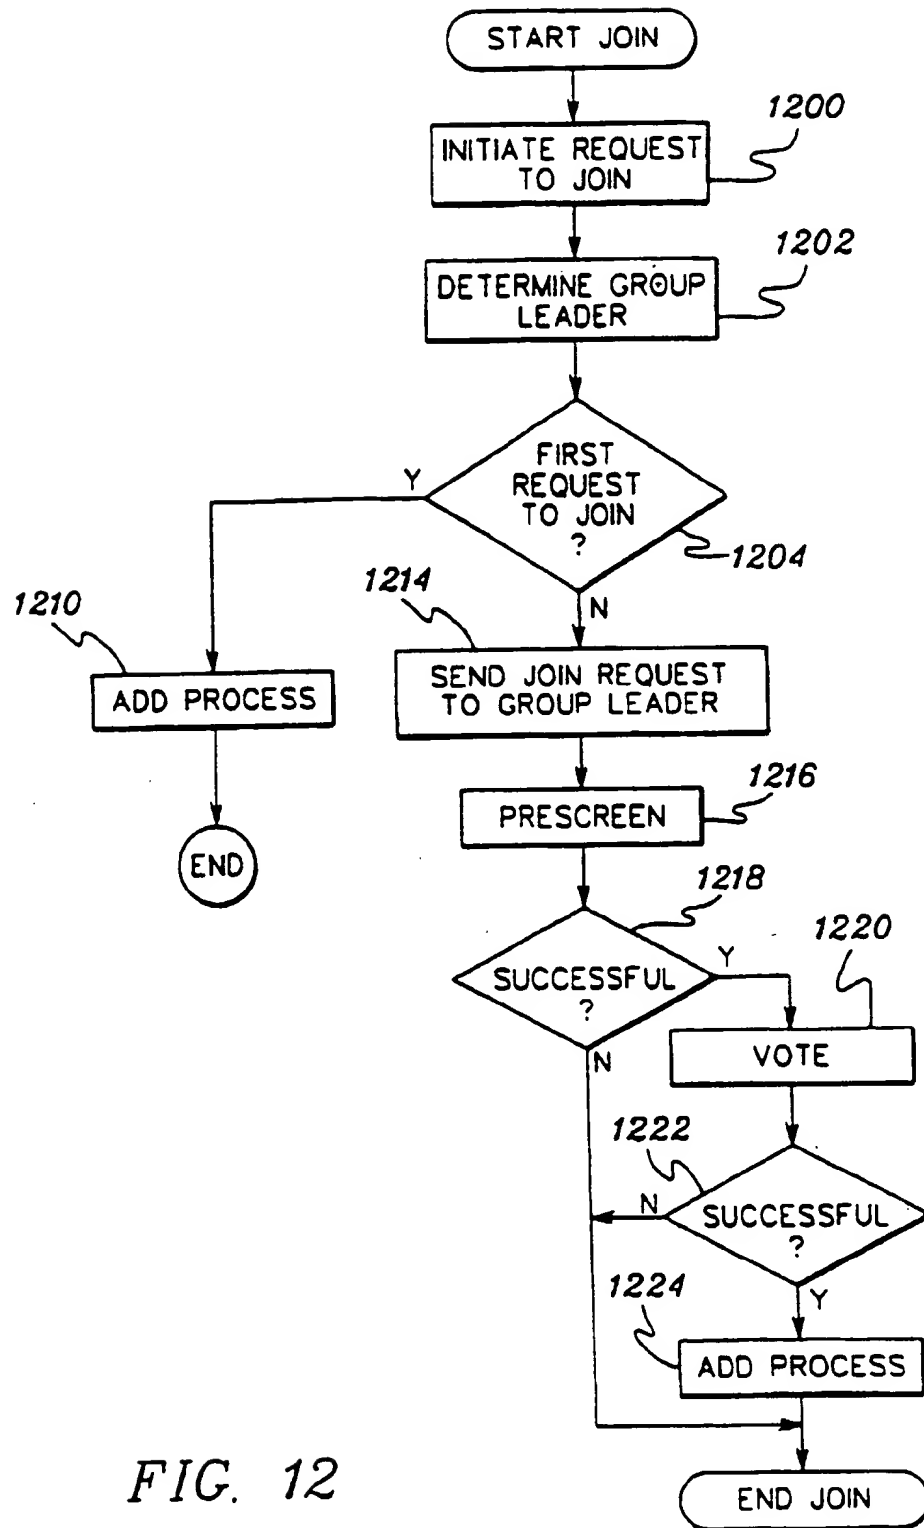 START JOIN
1200
INITIATE REQUEST
TO JOIN
1202
DETERMINE GROUP
LEADER
FIRST
REQUEST
TO JOIN
?
Y
1204
N
1214
1210
SEND JOIN REQUEST
TO GROUP LEADER
ADD PROCESS
1216
PRESCREEN
END
1218
1220
SUCCESSFUL
?
Y
N
VOTE
1222
N
SUCCESSFUL
?
Y
1224
ADD PROCESS
END JOIN
FIG. 12